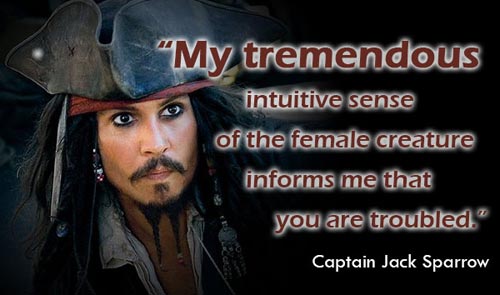 “My tremendous
intuitive sense
of the female creature
informs me that
you are troubled.”
Captain Jack Sparrow